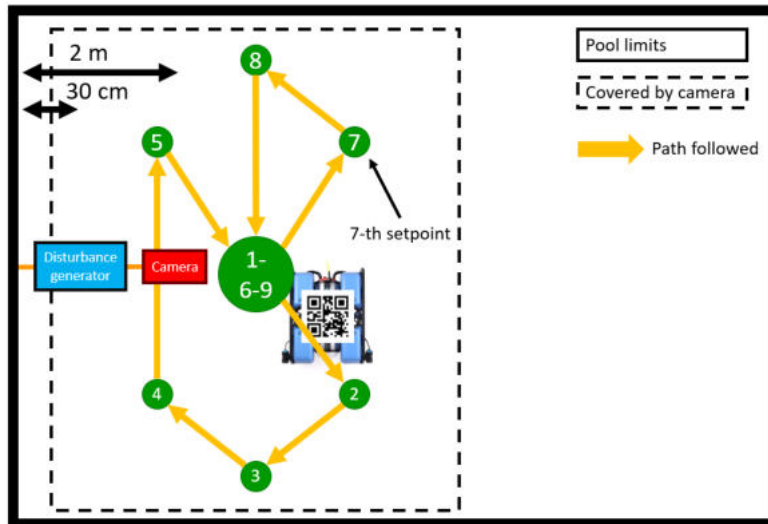 2 m
30 cm
8
5
7
7-th setpoint
Disturbance
generator
Camera
1-
6-9
4
2
3
Pool limits
Covered by camera
Path followed